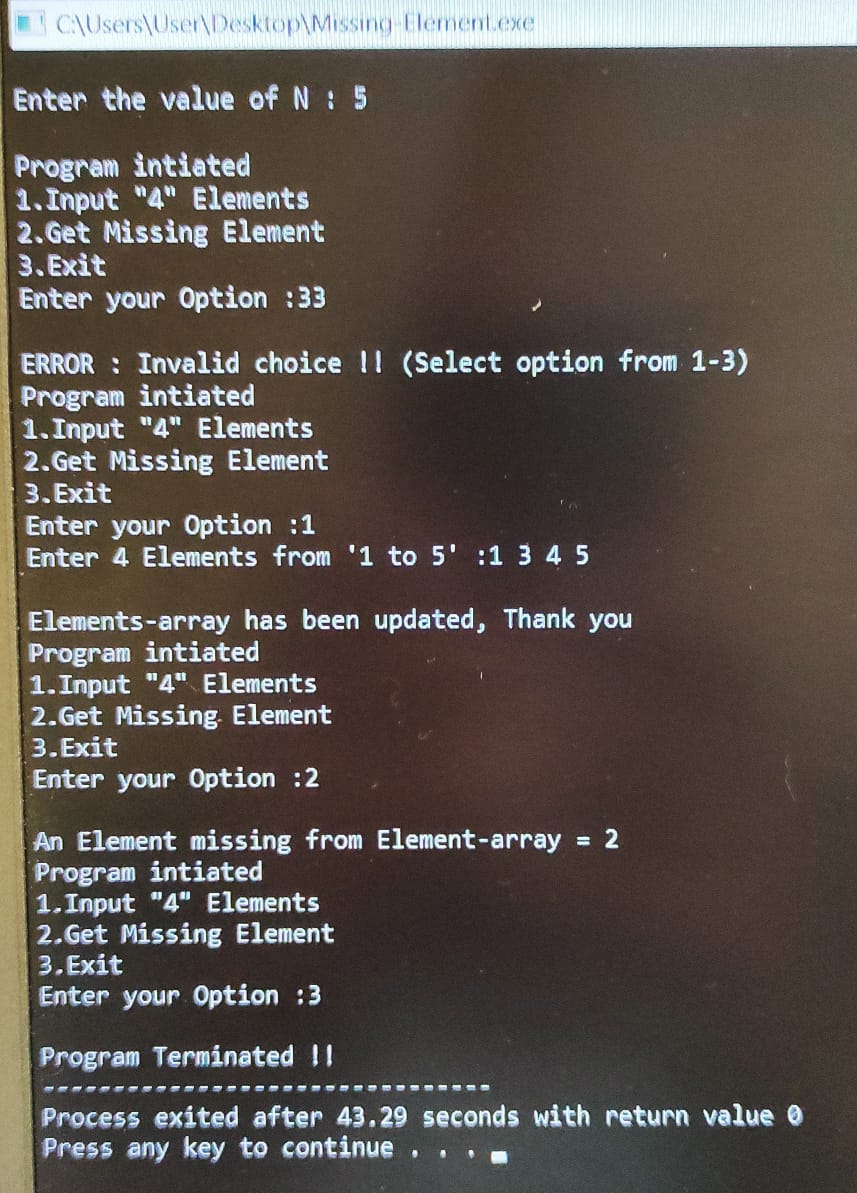 C:\Users\User\Desktop\Missing-Element.exe
Enter the value of N : 5
Program intiated
1.Input "4" Elements
2.Get Missing Element
3.Exit
Enter your Option :33
ERROR : Invalid choice !! (Select option from 1-3)
Program intiated
1.Input "4" Elements
2.Get Missing Element
3.Exit
Enter your Option :1
Enter 4 Elements from '1 to 5' :1 3 4 5
Elements-array has been updated, Thank you
Program intiated
1.Input "4" Elements
2.Get Missing Element
3.Exit
Enter your Option :2
An Element missing from Element-array = 2
Program intiated
1.Input "4" Elements
2.Get Missing Element
3.Exit
Enter your Option :3
Program Terminated !!
--------------------------------
Process exited after 43.29 seconds with return value 0
Press any key to continue . . .